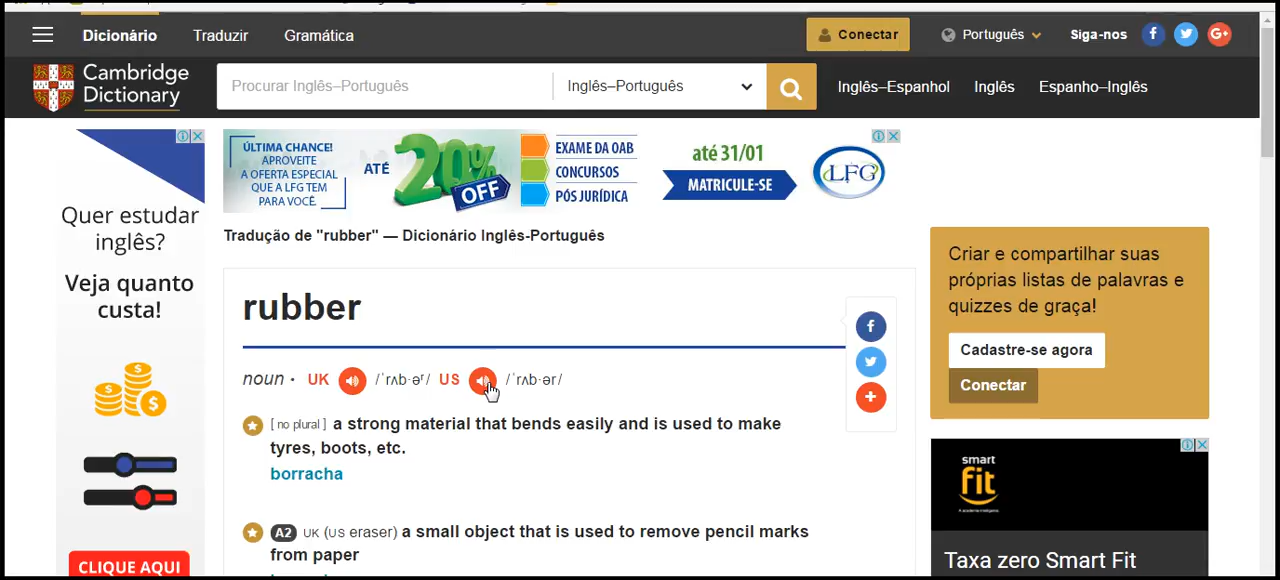 Dicionário Traduzir Gramática Conectar Português Siga-nos f G+
Cambridge Dictionary
Procurar Inglês–Português Inglês–Português Inglês–Espanhol Inglês Espanho–Inglês
ÚLTIMA CHANCE!
APROVEITE
A OFERTA ESPECIAL
QUE A LFG TEM
PARA VOCÊ.
ATÉ
20%
OFF
EXAME DA OAB
CONCURSOS
PÓS JURÍDICA
até 31/01
MATRICULE-SE
LFG
Quer estudar
inglês?
Veja quanto
custa!
CLIQUE AQUI
Tradução de "rubber" — Dicionário Inglês-Português
rubber
noun · UK /ˈrʌb·əʳ/ US /ˈrʌb·ər/
[ no plural ] a strong material that bends easily and is used to make
tyres, boots, etc.
borracha
A2 UK (US eraser) a small object that is used to remove pencil marks
from paper
Criar e compartilhar suas
próprias listas de palavras e
quizzes de graça!
Cadastre-se agora
Conectar
smart
fit
Taxa zero Smart Fit